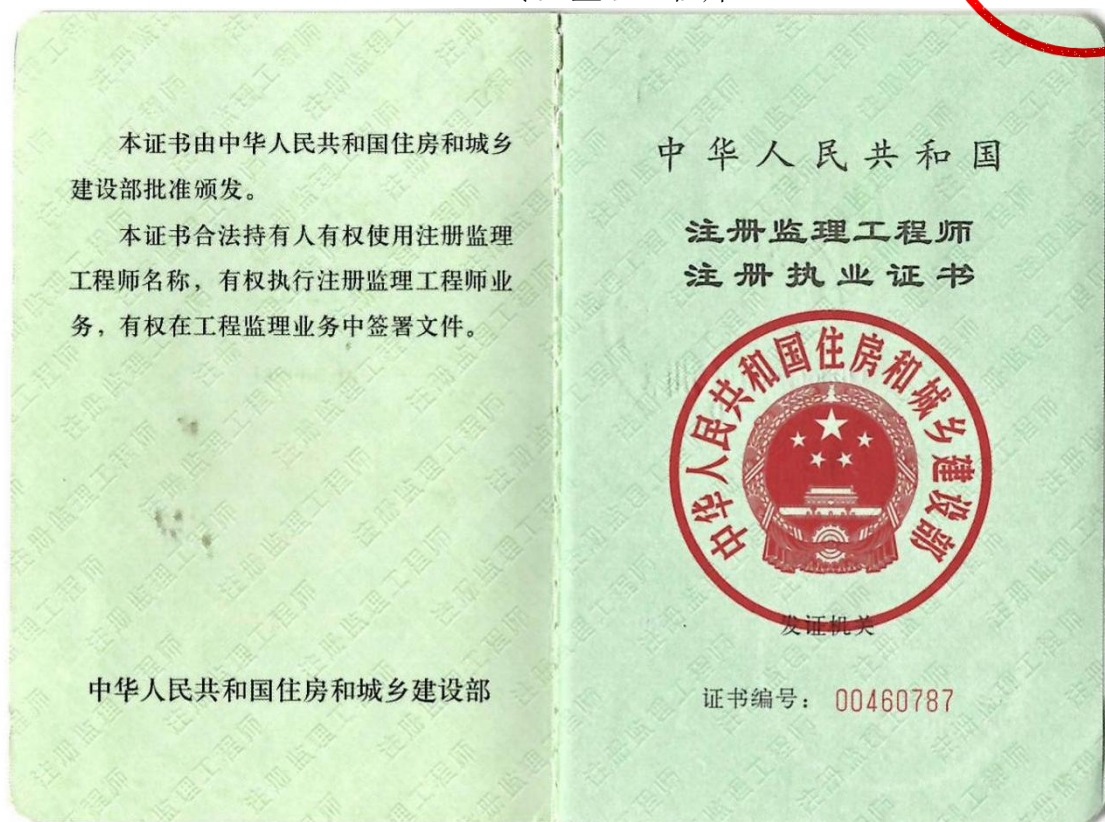 本证书由中华人民共和国住房和城乡
建设部批准颁发。
本证书合法持有人有权使用注册监理
工程师名称，有权执行注册监理工程师业
务，有权在工程监理业务中签署文件。
中华人民共和国住房和城乡建设部
中华人民共和国
注册监理工程师
注册执业证书
中华人民共和国住房和城乡建设部
发证机关
证书编号： 00460787